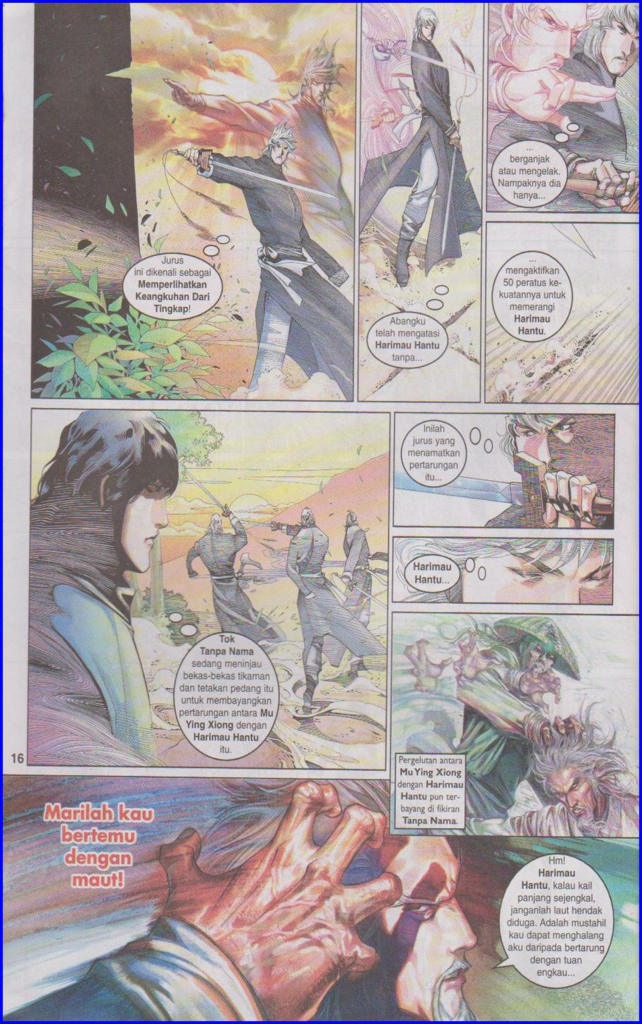 Jurus
ini dikenali sebagai
Memperlihatkan
Keangkuhan Dari
Tingkap!
Abangku
telah mengatasi
Harimau Hantu
tanpa...
...
berganjak
atau mengelak.
Nampaknya dia
hanya...
...
mengaktifkan
50 peratus ke-
kuatannya untuk
memerangi
Harimau
Hantu.
Tok
Tanpa Nama
sedang meninjau
bekas-bekas tikaman
dan tetakan pedang itu
untuk membayangkan
pertarungan antara Mu
Ying Xiong dengan
Harimau Hantu
itu.
Inilah
jurus yang
menamatkan
pertarungan
itu...
Harimau
Hantu...
Pergelutan antara
Mu Ying Xiong
dengan Harimau
Hantu pun ter-
bayang di fikiran
Tanpa Nama.
16
Marilah kau
bertemu
dengan
maut!
Hm!
Harimau
Hantu, kalau kail
panjang sejengkal,
janganlah laut hendak
diduga. Adalah mustahil
kau dapat menghalang
aku daripada bertarung
dengan tuan
engkau...